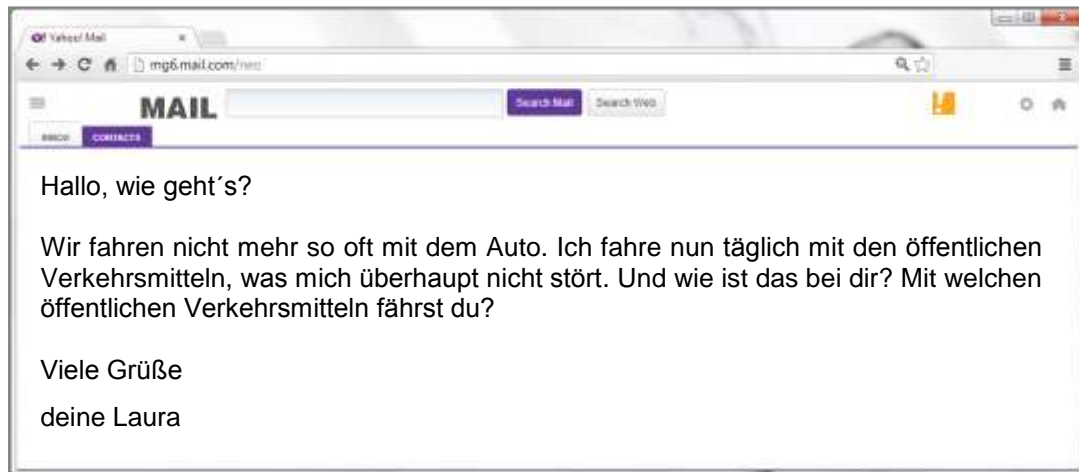 Yahoo! Mail
mg6.mail.com/neo
MAIL Search Mail Search Web
INBOX CONTACTS
Hallo, wie geht´s?
Wir fahren nicht mehr so oft mit dem Auto. Ich fahre nun täglich mit den öffentlichen
Verkehrsmitteln, was mich überhaupt nicht stört. Und wie ist das bei dir? Mit welchen
öffentlichen Verkehrsmitteln fährst du?
Viele Grüße
deine Laura